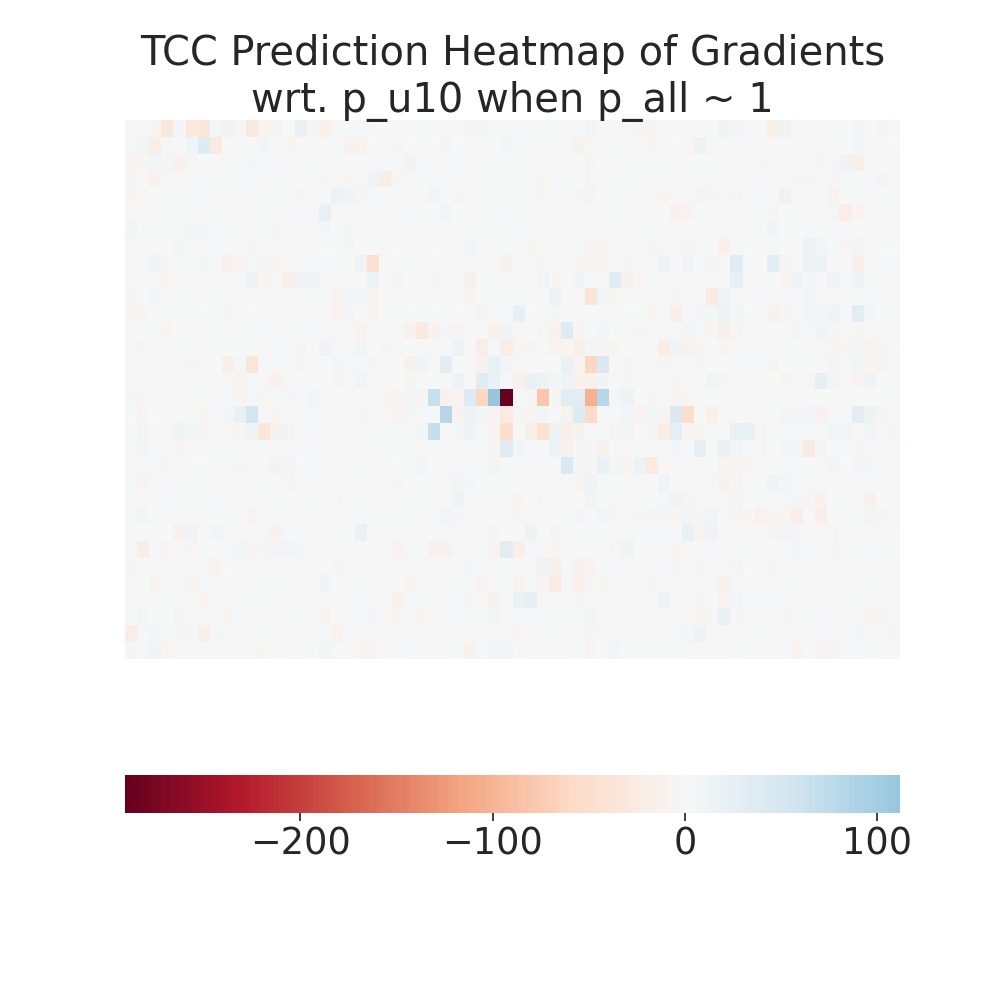 TCC Prediction Heatmap of Gradients
wrt. p_u10 when p_all ~ 1
−200 −100 0 100